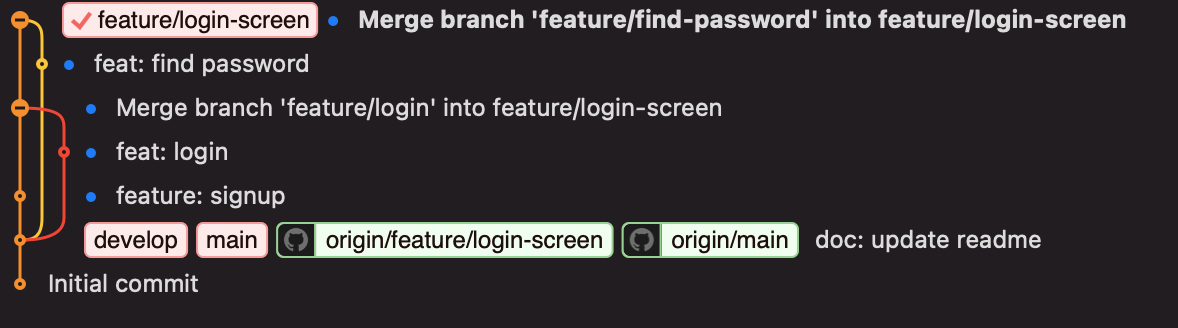 feature/login-screen Merge branch 'feature/find-password' into feature/login-screen
feat: find password
Merge branch 'feature/login' into feature/login-screen
feat: login
feature: signup
develop main origin/feature/login-screen origin/main doc: update readme
Initial commit